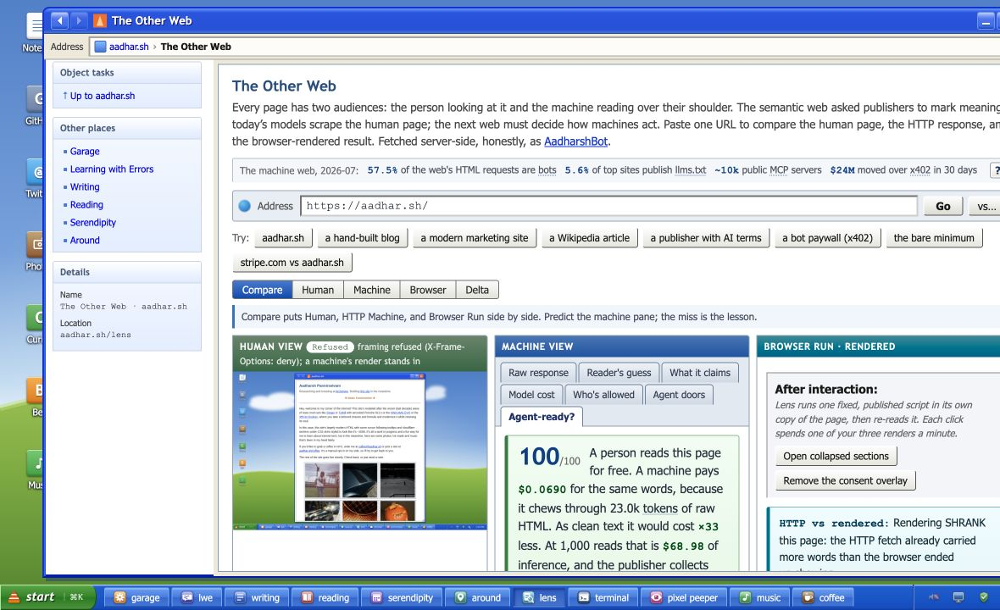 The Other Web
Address aadhar.sh › The Other Web
Note
GitH
Twit
Phot
Curi
Be
Mus
Object tasks
↑ Up to aadhar.sh
Other places
Garage
Learning with Errors
Writing
Reading
Serendipity
Around
Details
Name
The Other Web · aadhar.sh
Location
aadhar.sh/lens
The Other Web
Every page has two audiences: the person looking at it and the machine reading over their shoulder. The semantic web asked publishers to mark meaning
today's models scrape the human page; the next web must decide how machines act. Paste one URL to compare the human page, the HTTP response, an
the browser-rendered result. Fetched server-side, honestly, as AadharshBot.
The machine web, 2026-07: 57.5% of the web's HTML requests are bots 5.6% of top sites publish llms.txt ~10k public MCP servers $24M moved over x402 in 30 days ?
Address https://aadhar.sh/ Go vs...
Try: aadhar.sh a hand-built blog a modern marketing site a Wikipedia article a publisher with AI terms a bot paywall (x402) the bare minimum
stripe.com vs aadhar.sh
Compare Human Machine Browser Delta
Compare puts Human, HTTP Machine, and Browser Run side by side. Predict the machine pane; the miss is the lesson.
HUMAN VIEW Refused framing refused (X-Frame-
Options: deny); a machine's render stands in
MACHINE VIEW
Raw response Reader's guess What it claims
Model cost Who's allowed Agent doors
Agent-ready?
100/100 A person reads this page
for free. A machine pays
$0.0690 for the same words, because
it chews through 23.0k tokens of raw
HTML. As clean text it would cost ×33
less. At 1,000 reads that is $68.98 of
inference, and the publisher collects
BROWSER RUN · RENDERED
After interaction:
Lens runs one fixed, published script in its own
copy of the page, then re-reads it. Each click
spends one of your three renders a minute.
Open collapsed sections
Remove the consent overlay
HTTP vs rendered: Rendering SHRANK
this page: the HTTP fetch already carried
more words than the browser ended
start ⌘K garage lwe writing reading serendipity around lens terminal pixel peeper music coffee